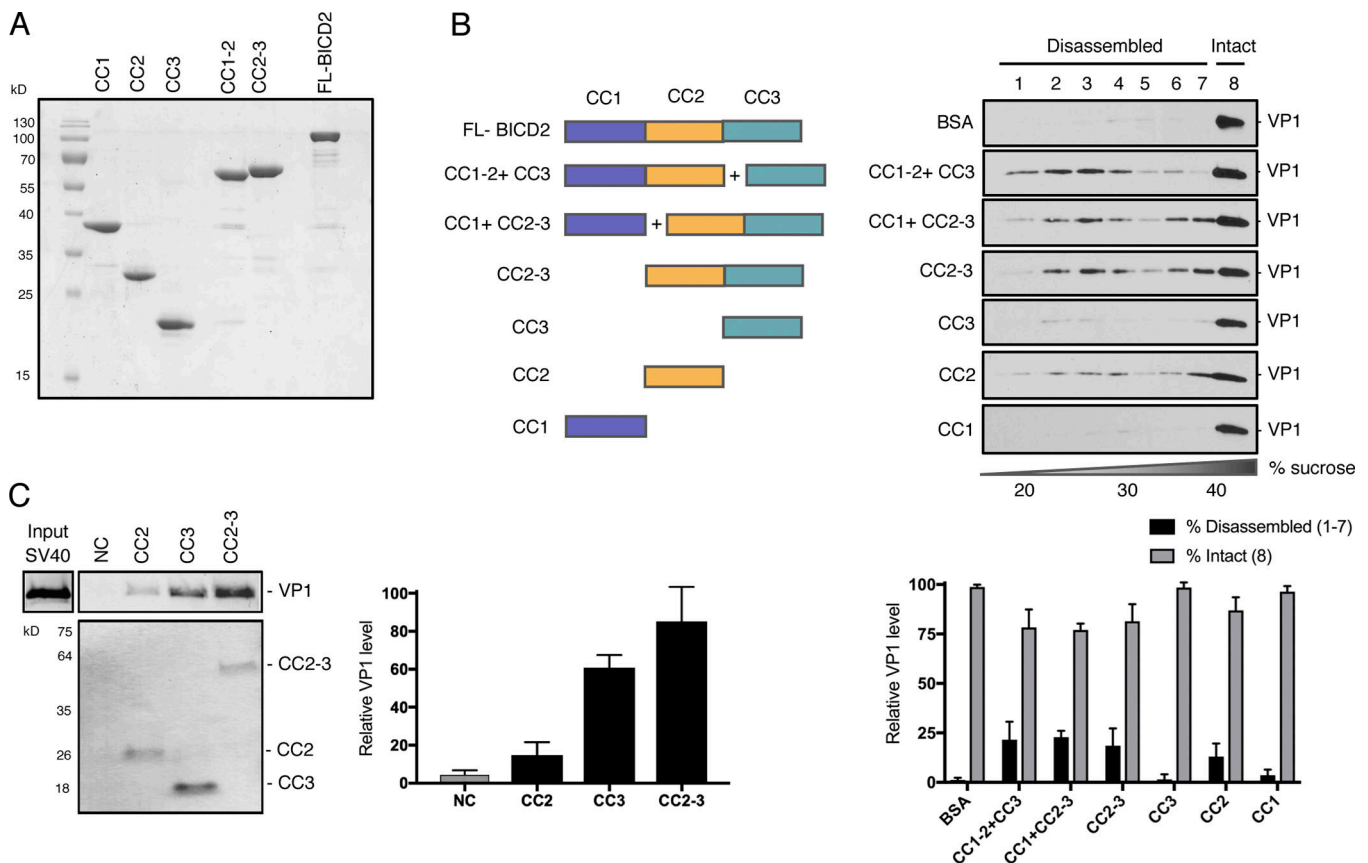 A
CC1
CC2
CC3
CC1-2
CC2-3
FL-BICD2
kD
130
100
70
55
40
35
25
15
B
CC1 CC2 CC3
FL- BICD2
CC1-2+ CC3
+
CC1+ CC2-3
+
CC2-3
CC3
CC2
CC1
Disassembled Intact
1 2 3 4 5 6 7 8
BSA - VP1
CC1-2+ CC3 - VP1
CC1+ CC2-3 - VP1
CC2-3 - VP1
CC3 - VP1
CC2 - VP1
CC1 - VP1
% sucrose
20 30 40
C
Input
SV40
NC
CC2
CC3
CC2-3
- VP1
kD
75
64
35
26
18
- CC2-3
- CC2
- CC3
Relative VP1 level
100
80
60
40
20
0
NC CC2 CC3 CC2-3
% Disassembled (1-7)
% Intact (8)
Relative VP1 level
100
75
50
25
0
BSA
CC1-2+CC3
CC1+CC2-3
CC2-3
CC3
CC2
CC1